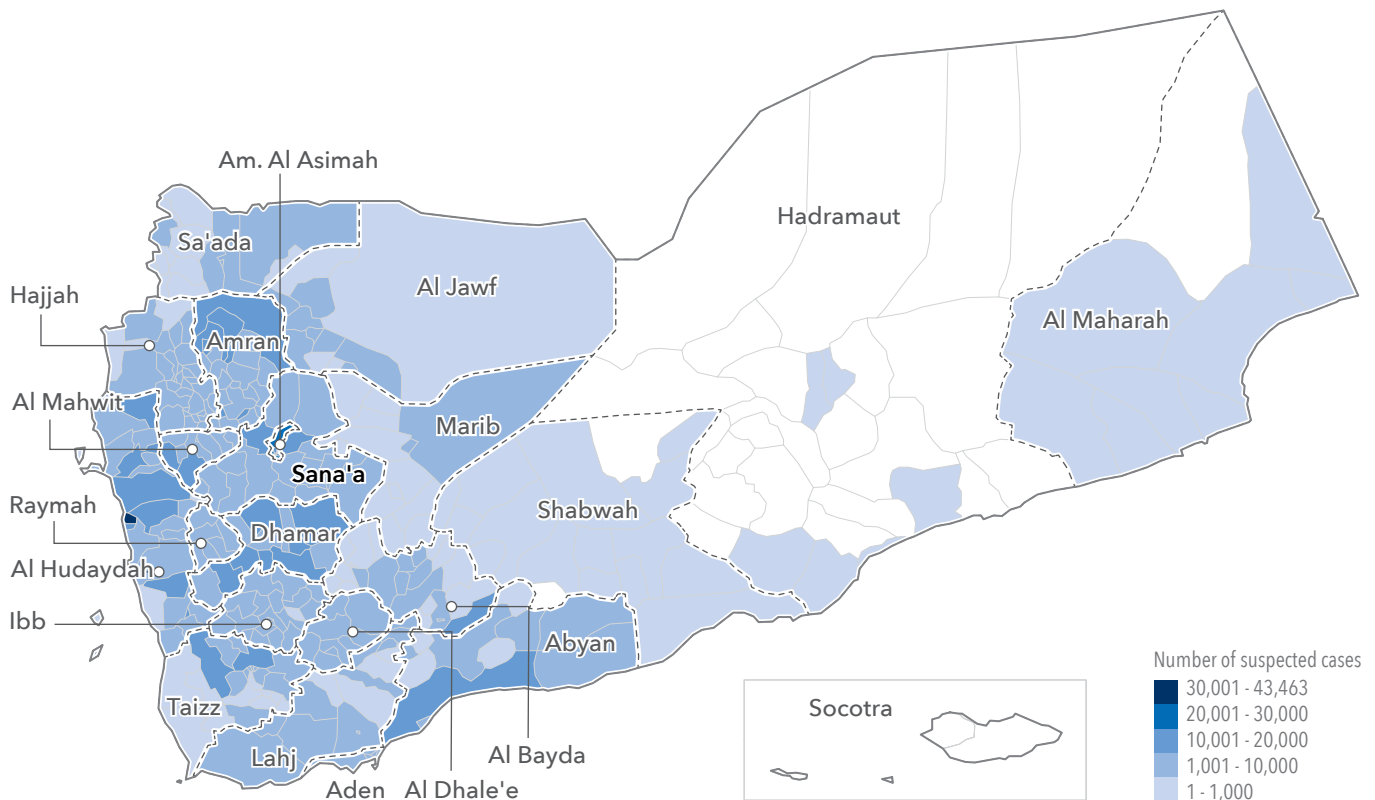 Am. Al Asimah
Hadramaut
Sa'ada
Al Jawf
Hajjah
Al Maharah
Amran
Al Mahwit
Marib
Sana'a
Raymah
Shabwah
Dhamar
Al Hudaydah
Ibb
Abyan
Number of suspected cases
30,001 - 43,463
Taizz
Socotra
20,001 - 30,000
10,001 - 20,000
Lahj
Al Bayda
1,001 - 10,000
Aden
Al Dhale'e
1 - 1,000